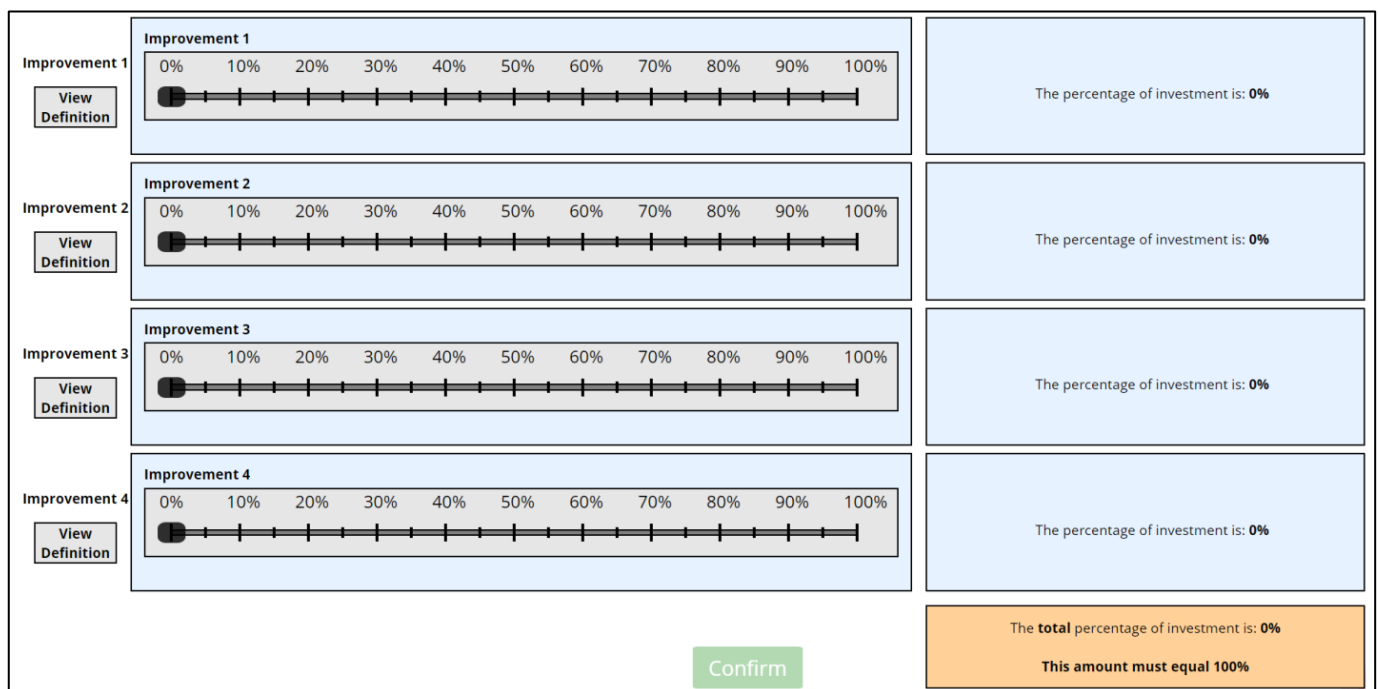 Improvement 1
View
Definition
Improvement 1
0% 10% 20% 30% 40% 50% 60% 70% 80% 90% 100%
The percentage of investment is: 0%
Improvement 2
View
Definition
Improvement 2
0% 10% 20% 30% 40% 50% 60% 70% 80% 90% 100%
The percentage of investment is: 0%
Improvement 3
View
Definition
Improvement 3
0% 10% 20% 30% 40% 50% 60% 70% 80% 90% 100%
The percentage of investment is: 0%
Improvement 4
View
Definition
Improvement 4
0% 10% 20% 30% 40% 50% 60% 70% 80% 90% 100%
The percentage of investment is: 0%
Confirm
The total percentage of investment is: 0%
This amount must equal 100%